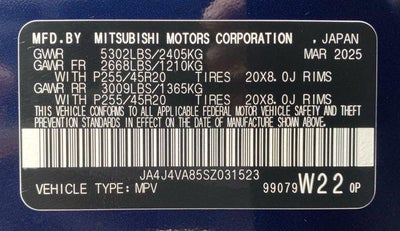 MFD.BY MITSUBISHI MOTORS CORPORATION , JAPAN
GVWR 5302LBS/2405KG MAR 2025
GAWR FR 2668LBS/1210KG
WITH P255/45R20 TIRES 20X8.0J RIMS
GAWR RR 3009LBS/1365KG
WITH P255/45R20 TIRES 20X8.0J RIMS
THIS VEHICLE CONFORMS TO ALL APPLICABLE FEDERAL MOTOR VEHICLE
SAFETY STANDARDS IN EFFECT ON THE DATE OF MANUFACTURE SHOWN ABOVE
JA4J4VA85SZ031523
VEHICLE TYPE: MPV 99079 W22 0P